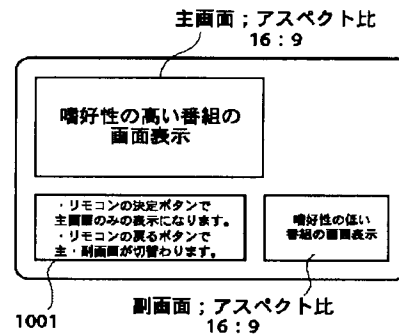 主画面；アスペクト比
16：9
嗜好性の高い番組の
画面表示
・リモコンの決定ボタンで
主画面のみの表示になります。
・リモコンの戻るボタンで
主・副画面が切替わります。
嗜好性の低い
番組の画面表示
1001
副画面；アスペクト比
16：9